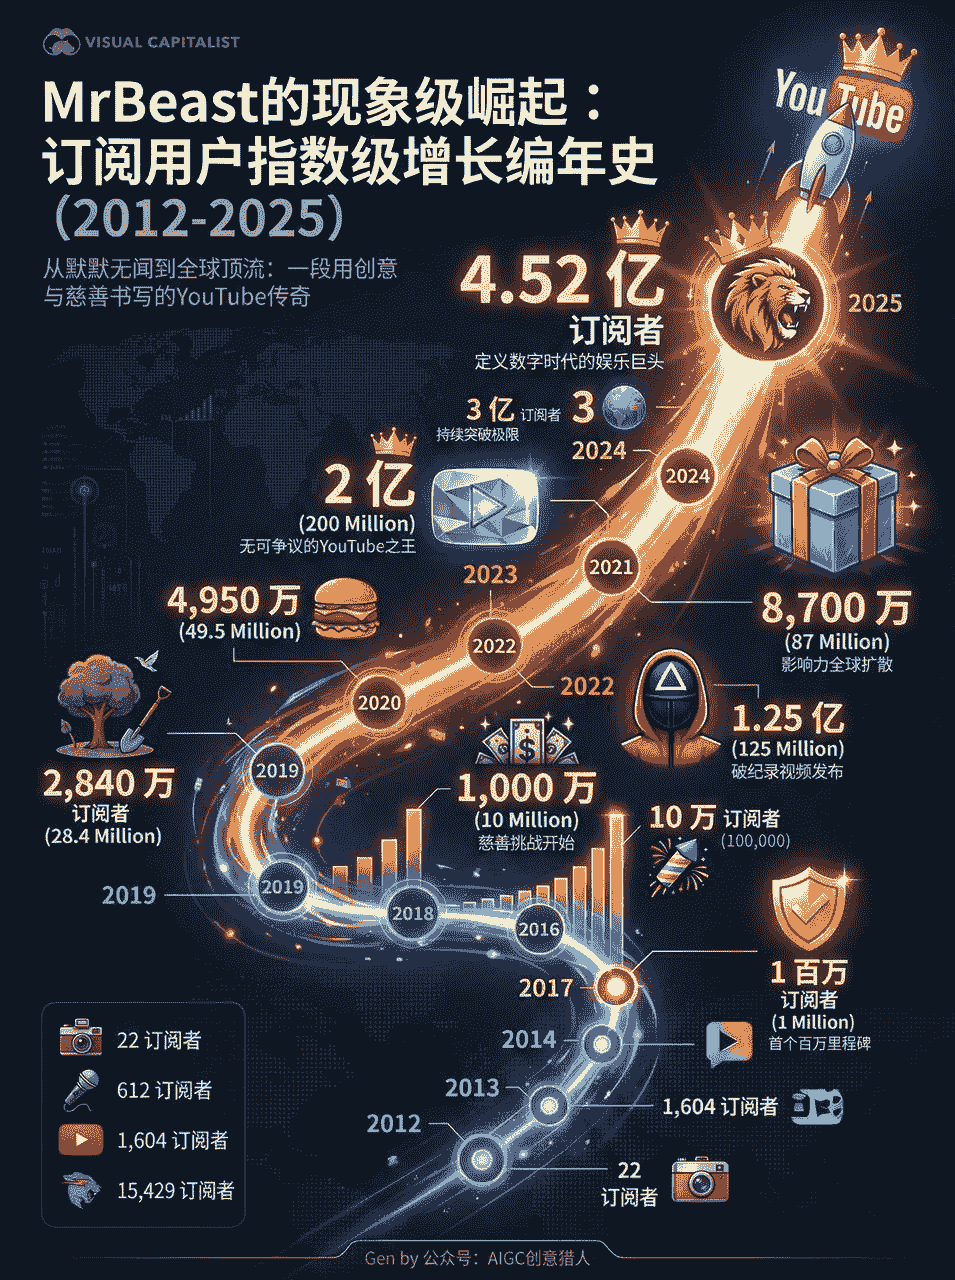 VISUAL CAPITALIST
MrBeast的现象级崛起：
订阅用户指数级增长编年史
（2012-2025）
从默默无闻到全球顶流：一段用创意
与慈善书写的YouTube传奇
YouTube
4.52 亿
订阅者
定义数字时代的娱乐巨头
2025
3 亿 订阅者
持续突破极限
3
2024
2024
2 亿
(200 Million)
无可争议的YouTube之王
2023
2021
8,700 万
(87 Million)
影响力全球扩散
4,950 万
(49.5 Million)
2022
2022
2020
1.25 亿
(125 Million)
破纪录视频发布
2019
2,840 万
订阅者
(28.4 Million)
$
1,000 万
(10 Million)
慈善挑战开始
10 万 订阅者
(100,000)
2019
2019
2018
2016
1 百万
订阅者
(1 Million)
首个百万里程碑
2017
2014
2013
1,604 订阅者
2012
22
订阅者
22 订阅者
612 订阅者
1,604 订阅者
15,429 订阅者
Gen by 公众号：AIGC创意猎人